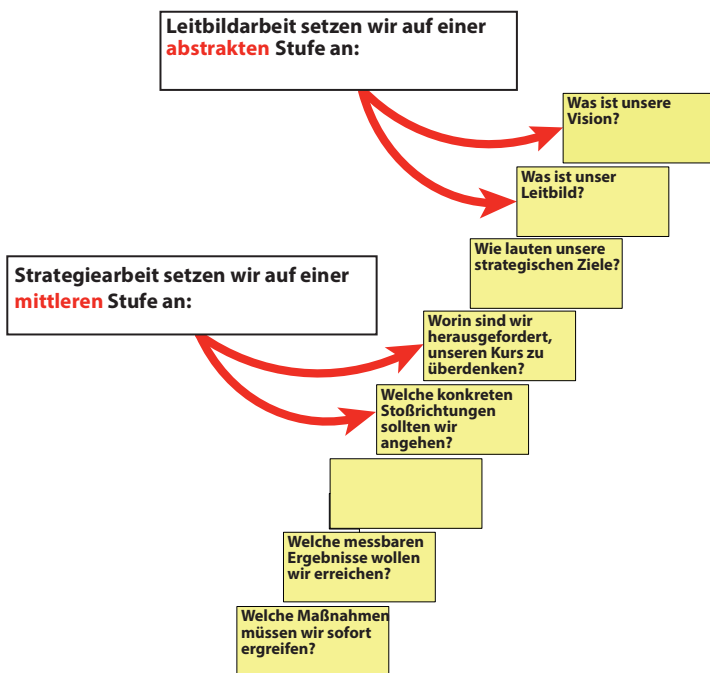 Leitbildarbeit setzen wir auf einer
abstrakten Stufe an:
Was ist unsere
Vision?
Was ist unser
Leitbild?
Wie lauten unsere
strategischen Ziele?
Strategiearbeit setzen wir auf einer
mittleren Stufe an:
Worin sind wir
herausgefordert,
unseren Kurs zu
überdenken?
Welche konkreten
Stoßrichtungen
sollten wir
angehen?
Welche messbaren
Ergebnisse wollen
wir erreichen?
Welche Maßnahmen
müssen wir sofort
ergreifen?